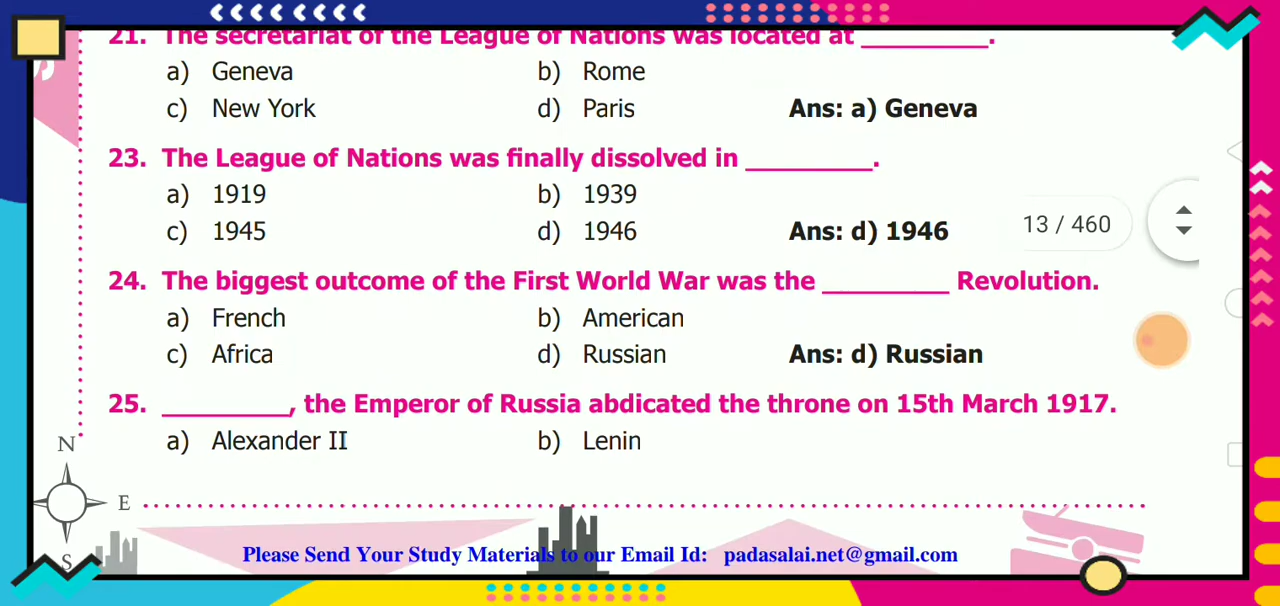 21. The secretariat of the League of Nations was located at __________.
a) Geneva b) Rome
c) New York d) Paris Ans: a) Geneva
23. The League of Nations was finally dissolved in __________.
a) 1919 b) 1939
c) 1945 d) 1946 Ans: d) 1946
13 / 460
24. The biggest outcome of the First World War was the __________ Revolution.
a) French b) American
c) Africa d) Russian Ans: d) Russian
25. __________, the Emperor of Russia abdicated the throne on 15th March 1917.
a) Alexander II b) Lenin
N
E
S
Please Send Your Study Materials to our Email Id: padasalai.net@gmail.com